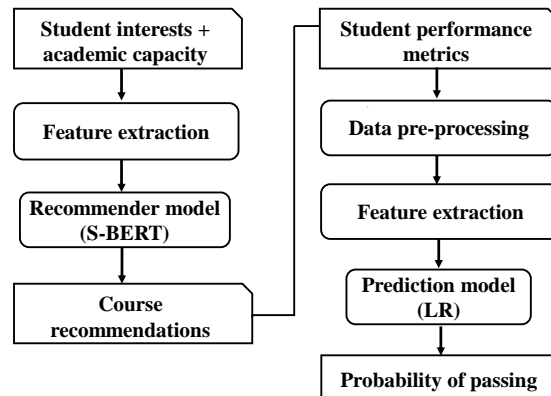 Student interests +
academic capacity
Feature extraction
Recommender model
(S-BERT)
Course
recommendations
Student performance
metrics
Data pre-processing
Feature extraction
Prediction model
(LR)
Probability of passing